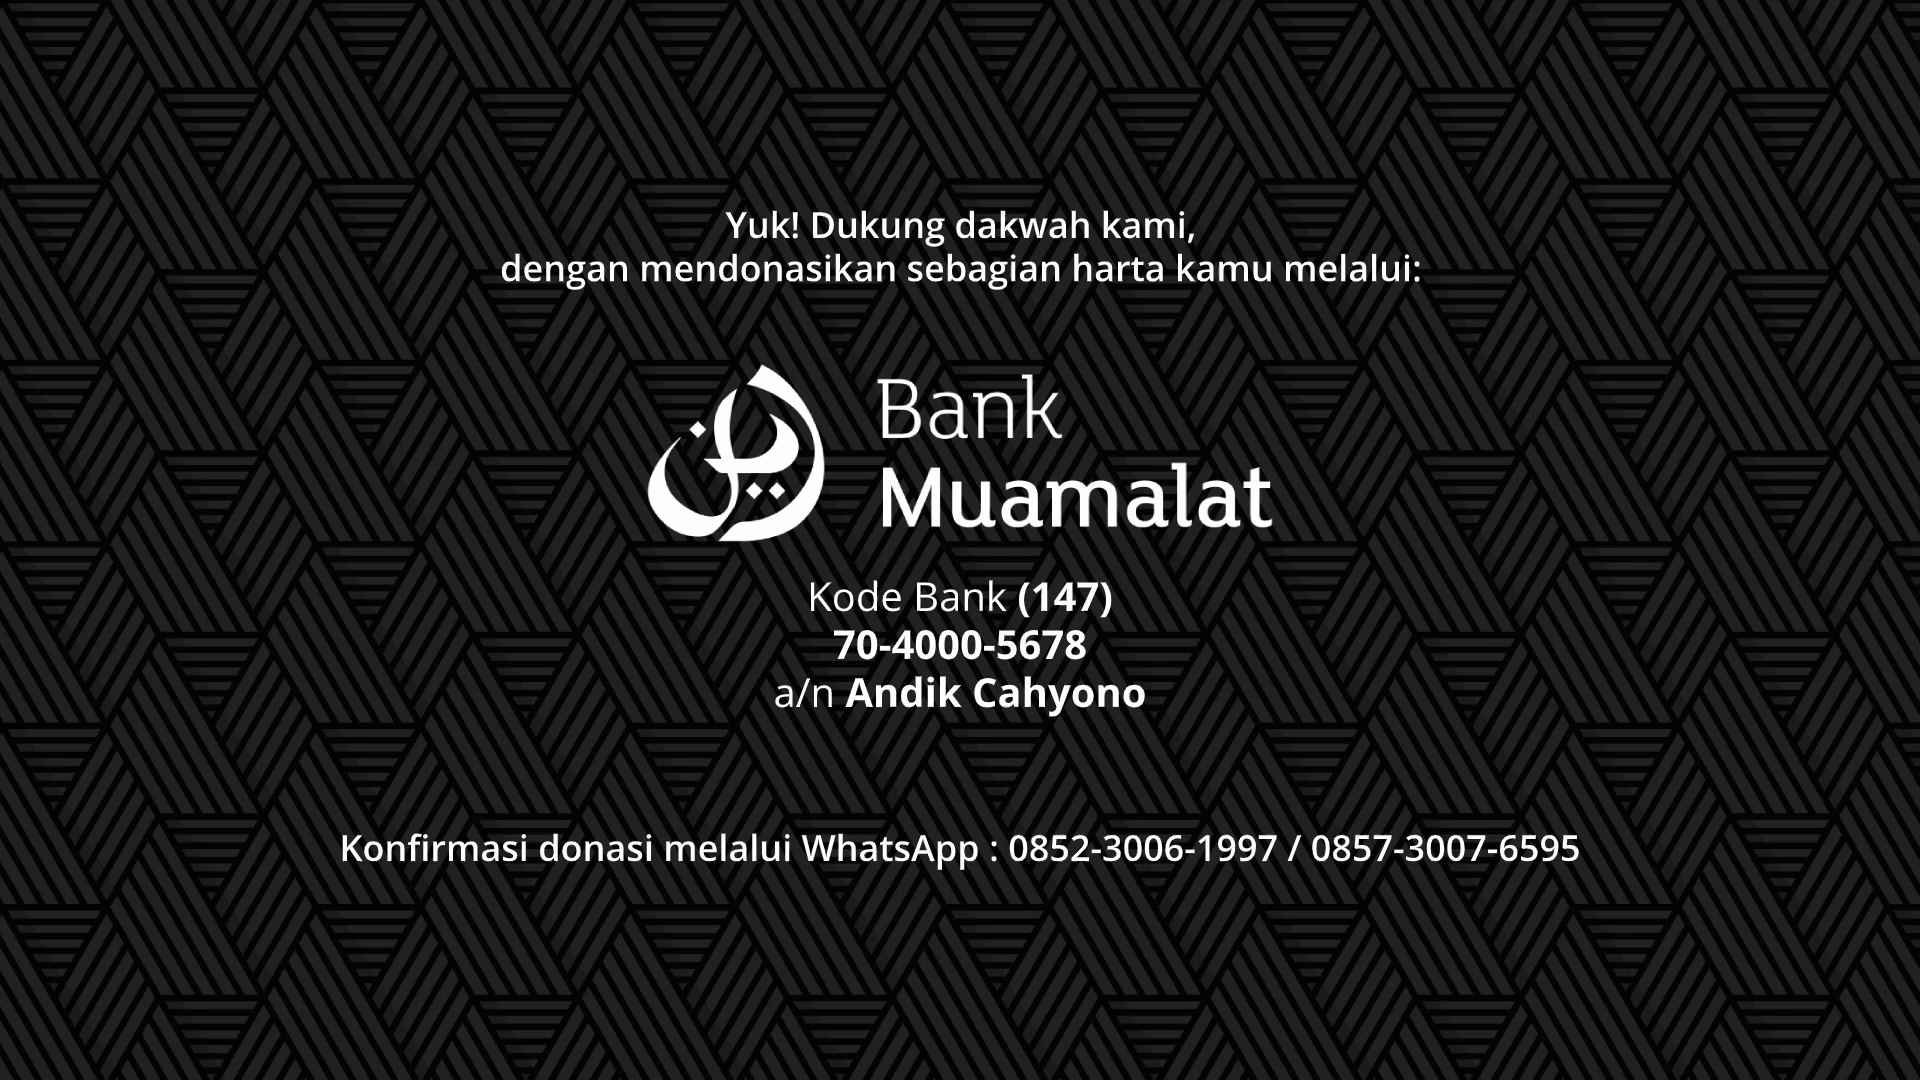 Yuk! Dukung dakwah kami,
dengan mendonasikan sebagian harta kamu melalui:
Bank
Muamalat
Kode Bank (147)
70-4000-5678
a/n Andik Cahyono
Konfirmasi donasi melalui WhatsApp : 0852-3006-1997 / 0857-3007-6595